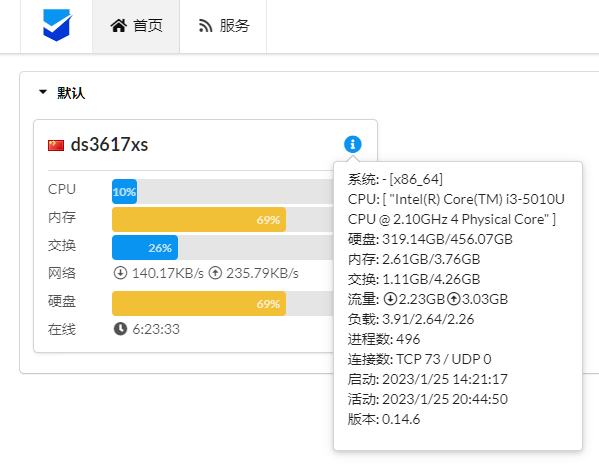 首页 服务
默认
ds3617xs
CPU 10%
内存 69%
交换 26%
网络 140.17KB/s 235.79KB/s
硬盘 69%
在线 6:23:33
系统: - [x86_64]
CPU: [ "Intel(R) Core(TM) i3-5010U
CPU @ 2.10GHz 4 Physical Core" ]
硬盘: 319.14GB/456.07GB
内存: 2.61GB/3.76GB
交换: 1.11GB/4.26GB
流量: 2.23GB 3.03GB
负载: 3.91/2.64/2.26
进程数: 496
连接数: TCP 73 / UDP 0
启动: 2023/1/25 14:21:17
活动: 2023/1/25 20:44:50
版本: 0.14.6